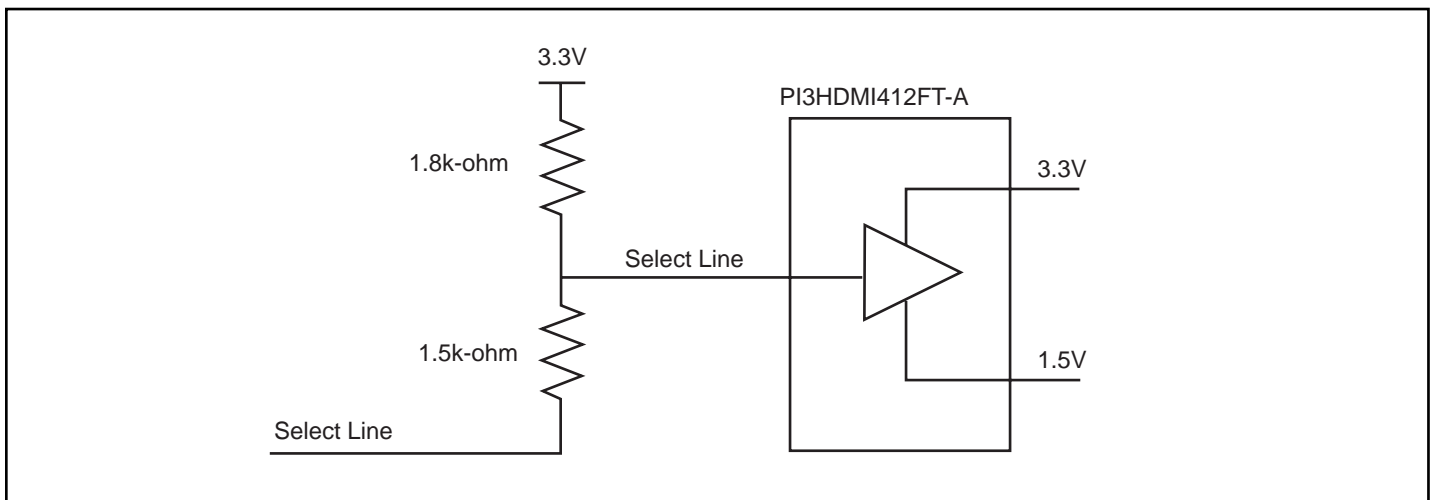 3.3V
PI3HDMI412FT-A
1.8k-ohm
3.3V
Select Line
1.5k-ohm
1.5V
Select Line